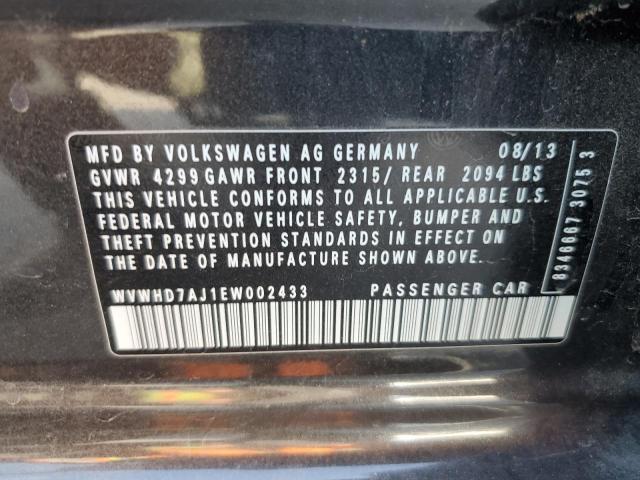 MFD BY VOLKSWAGEN AG GERMANY 08/13
GVWR 4299 GAWR FRONT 2315/ REAR 2094 LBS
THIS VEHICLE CONFORMS TO ALL APPLICABLE U.S.
FEDERAL MOTOR VEHICLE SAFETY, BUMPER AND
THEFT PREVENTION STANDARDS IN EFFECT ON
THE DATE OF MANUFACTURE SHOWN ABOVE.
WVWHD7AJ1EW002433 PASSENGER CAR
8346667 3075 3